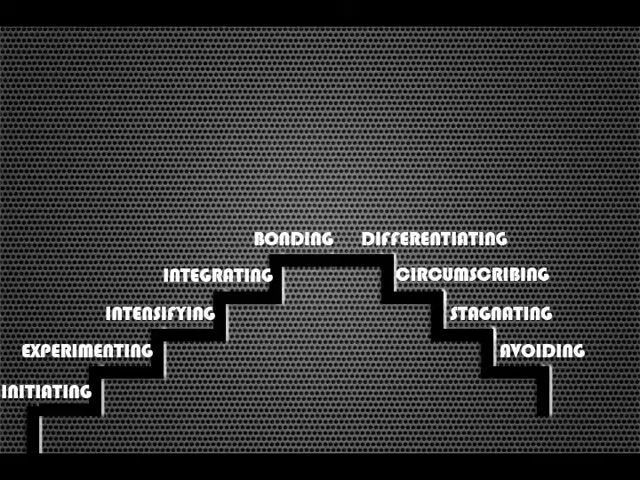 BONDING DIFFERENTIATING
INTEGRATING CIRCUMSCRIBING
INTENSIFYING STAGNATING
EXPERIMENTING AVOIDING
INITIATING